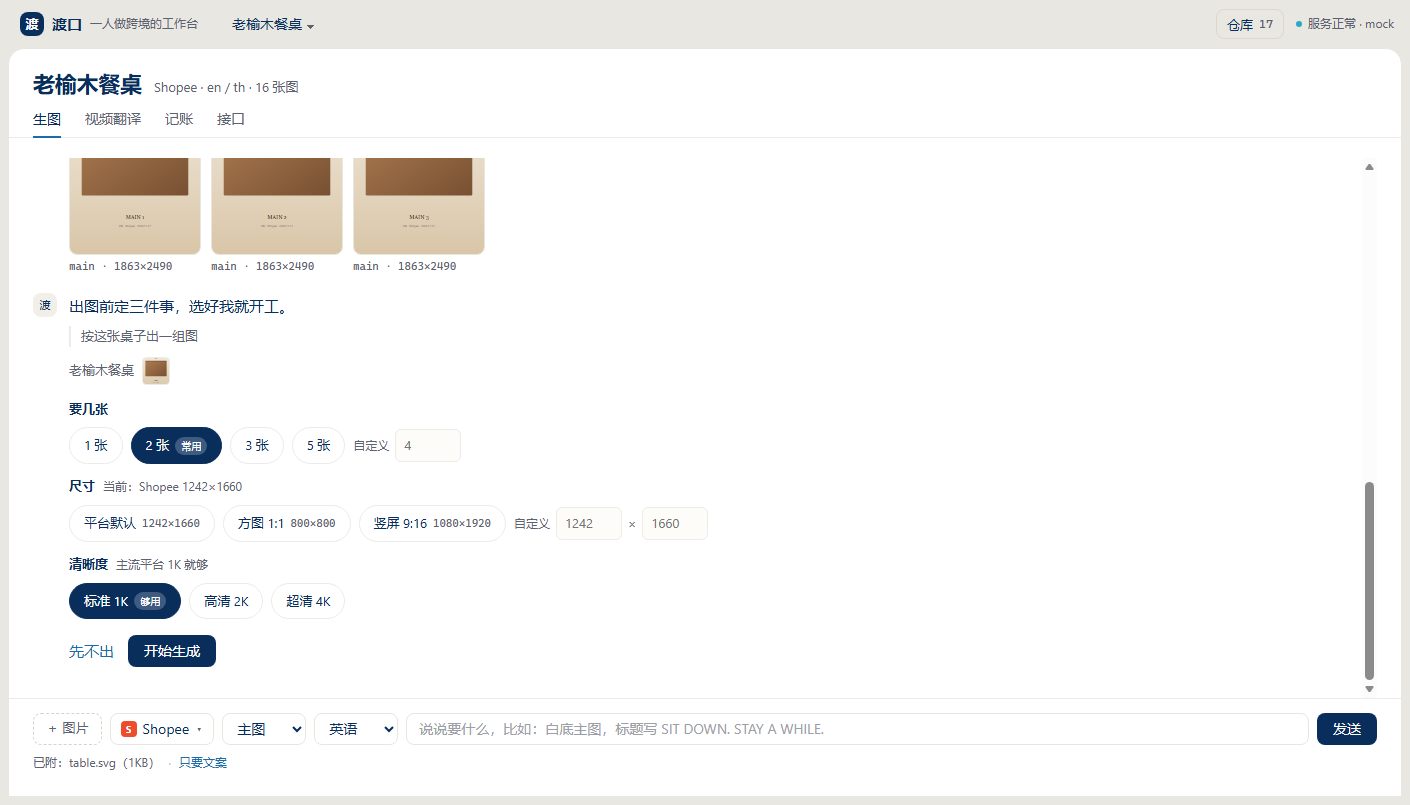 渡 渡口 一人做跨境的工作台 老榆木餐桌 仓库 17 服务正常 · mock
老榆木餐桌 Shopee · en / th · 16 张图
生图 视频翻译 记账 接口
MAIN 1 MAIN 2 MAIN 3
main · 1863×2490 main · 1863×2490 main · 1863×2490
渡 出图前定三件事，选好我就开工。
按这张桌子出一组图
老榆木餐桌
要几张
1 张 2 张 常用 3 张 5 张 自定义 4
尺寸 当前：Shopee 1242×1660
平台默认 1242×1660 方图 1:1 800×800 竖屏 9:16 1080×1920 自定义 1242 × 1660
清晰度 主流平台 1K 就够
标准 1K 够用 高清 2K 超清 4K
先不出 开始生成
+ 图片 S Shopee 主图 英语 说说要什么，比如：白底主图，标题写 SIT DOWN. STAY A WHILE. 发送
已附：table.svg（1KB） · 只要文案